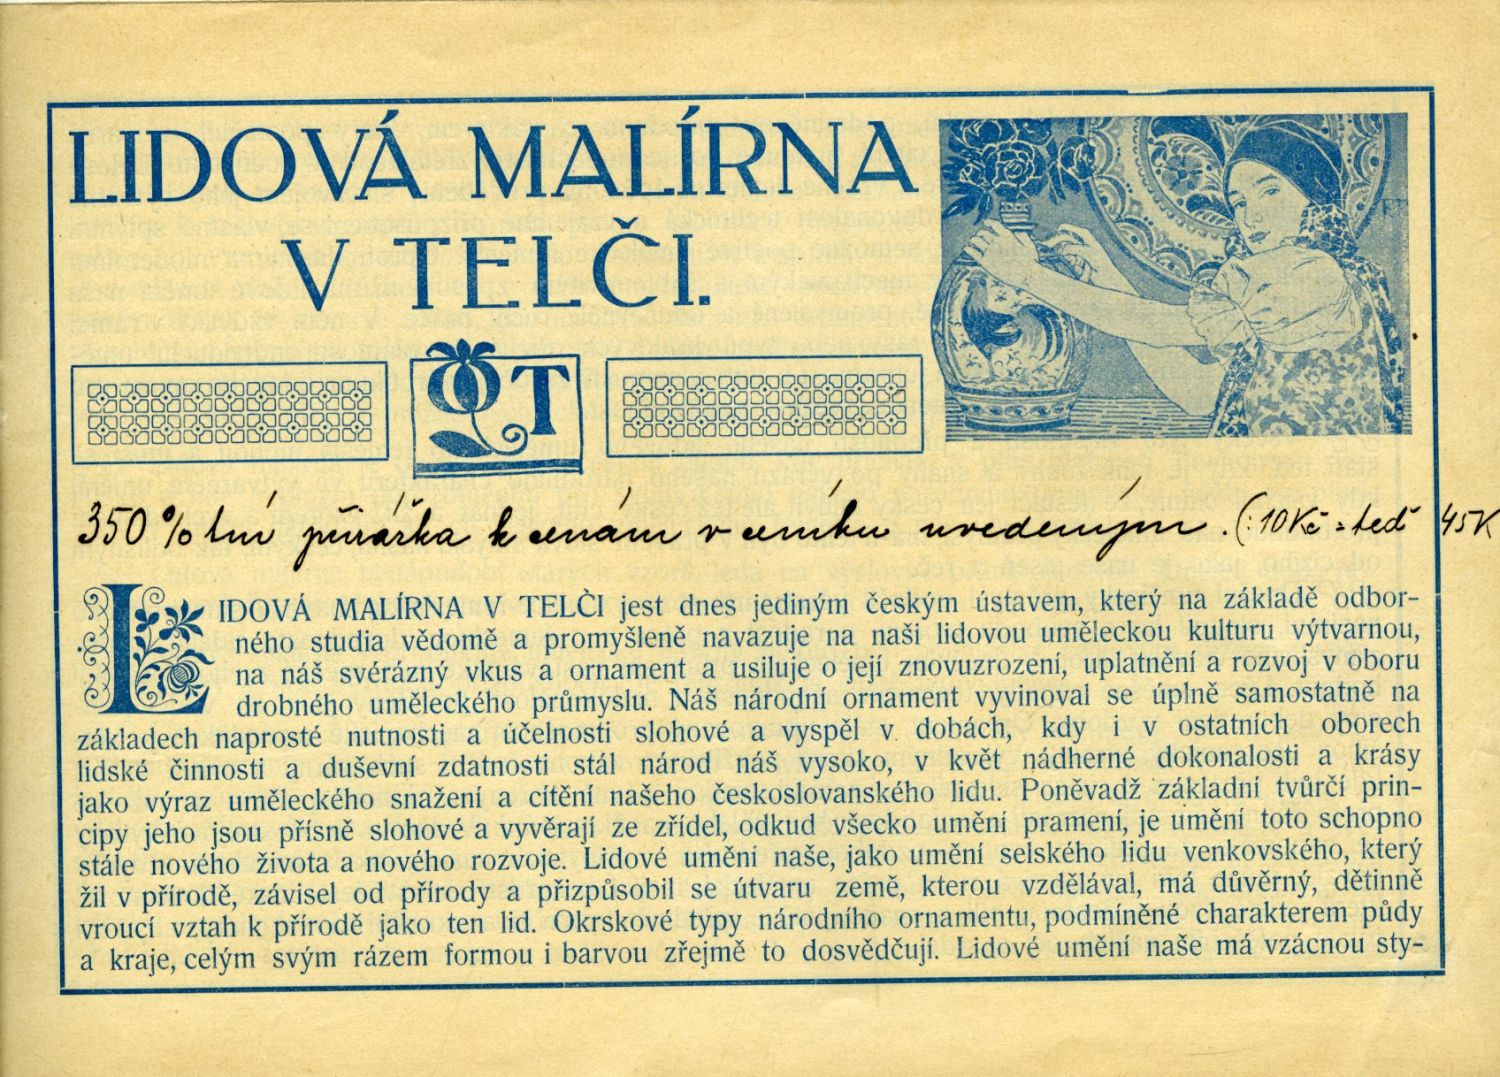 LIDOVÁ MALÍRNA
V TELČI.
T
350%tní přirážka k cenám v ceníku uvedeným. (: 10Kč = teď 45K
LIDOVÁ MALÍRNA V TELČI jest dnes jediným českým ústavem, který na základě odbor-
ného studia vědomě a promyšleně navazuje na naši lidovou uměleckou kulturu výtvarnou,
na náš svérázný vkus a ornament a usiluje o její znovuzrození, uplatnění a rozvoj v oboru
drobného uměleckého průmyslu. Náš národní ornament vyvinoval se úplně samostatně na
základech naprosté nutnosti a účelnosti slohové a vyspěl v dobách, kdy i v ostatních oborech
lidské činnosti a duševní zdatnosti stál národ náš vysoko, v květ nádherné dokonalosti a krásy
jako výraz uměleckého snažení a cítění našeho českoslovanského lidu. Poněvadž základní tvůrčí prin-
cipy jeho jsou přísně slohové a vyvěrají ze zřídel, odkud všecko umění pramení, je umění toto schopno
stále nového života a nového rozvoje. Lidové umění naše, jako umění selského lidu venkovského, který
žil v přírodě, závisel od přírody a přizpůsobil se útvaru země, kterou vzdělával, má důvěrný, dětinně
vroucí vztah k přírodě jako ten lid. Okrskové typy národního ornamentu, podmíněné charakterem půdy
a kraje, celým svým rázem formou i barvou zřejmě to dosvědčují. Lidové umění naše má vzácnou sty-